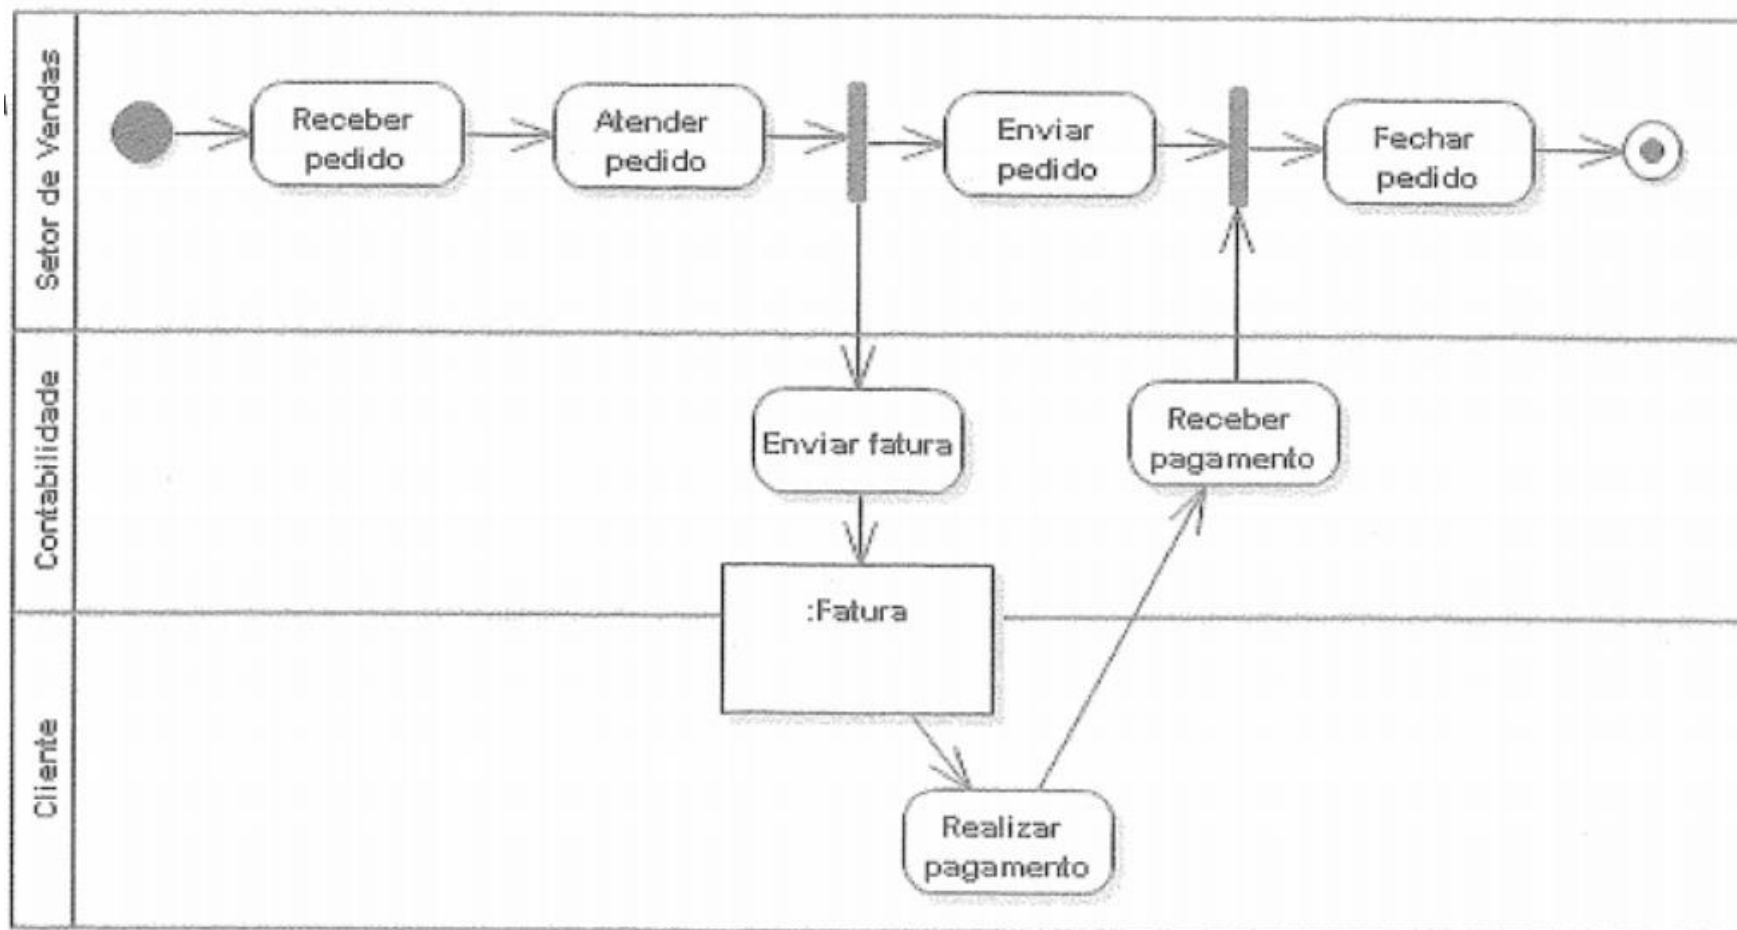 Setor de Vendas
Receber
pedido
Atender
pedido
Enviar
pedido
Fechar
pedido
Contabilidade
Enviar fatura
Receber
pagamento
:Fatura
Cliente
Realizar
pagamento